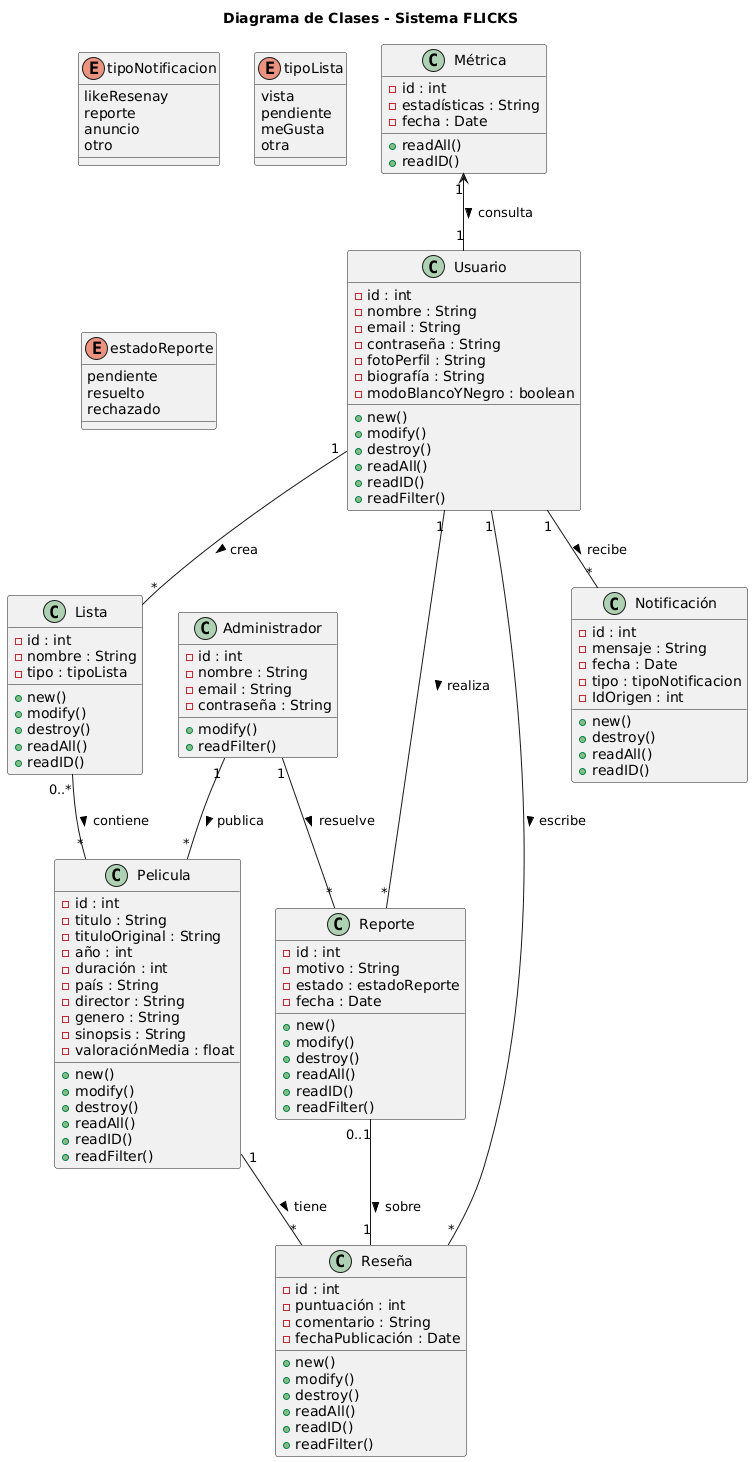 Diagrama de Clases - Sistema FLICKS
E tipoNotificacion
likeResenay
reporte
anuncio
otro
E tipoLista
vista
pendiente
meGusta
otra
C Métrica
id : int
estadísticas : String
fecha : Date
readAll()
readID()
1
consulta
1
E estadoReporte
pendiente
resuelto
rechazado
C Usuario
id : int
nombre : String
email : String
contraseña : String
fotoPerfil : String
biografía : String
modoBlancoYNegro : boolean
new()
modify()
destroy()
readAll()
readID()
readFilter()
1
crea
*
1
realiza
*
1
escribe
*
1
recibe
*
C Lista
id : int
nombre : String
tipo : tipoLista
new()
modify()
destroy()
readAll()
readID()
C Administrador
id : int
nombre : String
email : String
contraseña : String
modify()
readFilter()
C Notificación
id : int
mensaje : String
fecha : Date
tipo : tipoNotificacion
IdOrigen : int
new()
destroy()
readAll()
readID()
0..*
contiene
*
1
publica
*
1
resuelve
*
C Pelicula
id : int
titulo : String
tituloOriginal : String
año : int
duración : int
país : String
director : String
genero : String
sinopsis : String
valoraciónMedia : float
new()
modify()
destroy()
readAll()
readID()
readFilter()
C Reporte
id : int
motivo : String
estado : estadoReporte
fecha : Date
new()
modify()
destroy()
readAll()
readID()
readFilter()
1
tiene
*
0..1
sobre
1
C Reseña
id : int
puntuación : int
comentario : String
fechaPublicación : Date
new()
modify()
destroy()
readAll()
readID()
readFilter()